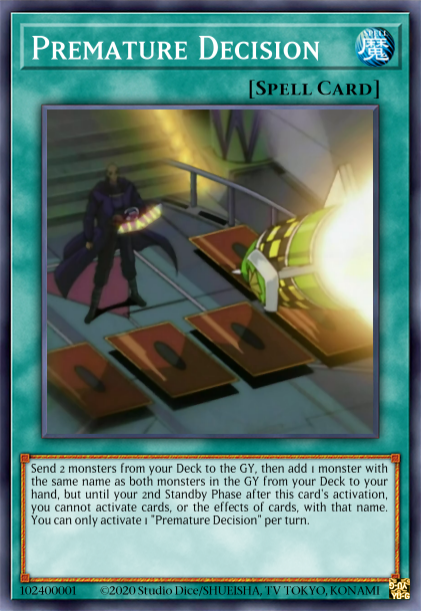 Premature Decision
SPELL
魔
[Spell Card]
Send 2 monsters from your Deck to the GY, then add 1 monster with
the same name as both monsters in the GY from your Deck to your
hand, but until your 2nd Standby Phase after this card's activation,
you cannot activate cards, or the effects of cards, with that name.
You can only activate 1 "Premature Decision" per turn.
102400001 ©2020 Studio Dice/SHUEISHA, TV TOKYO, KONAMI